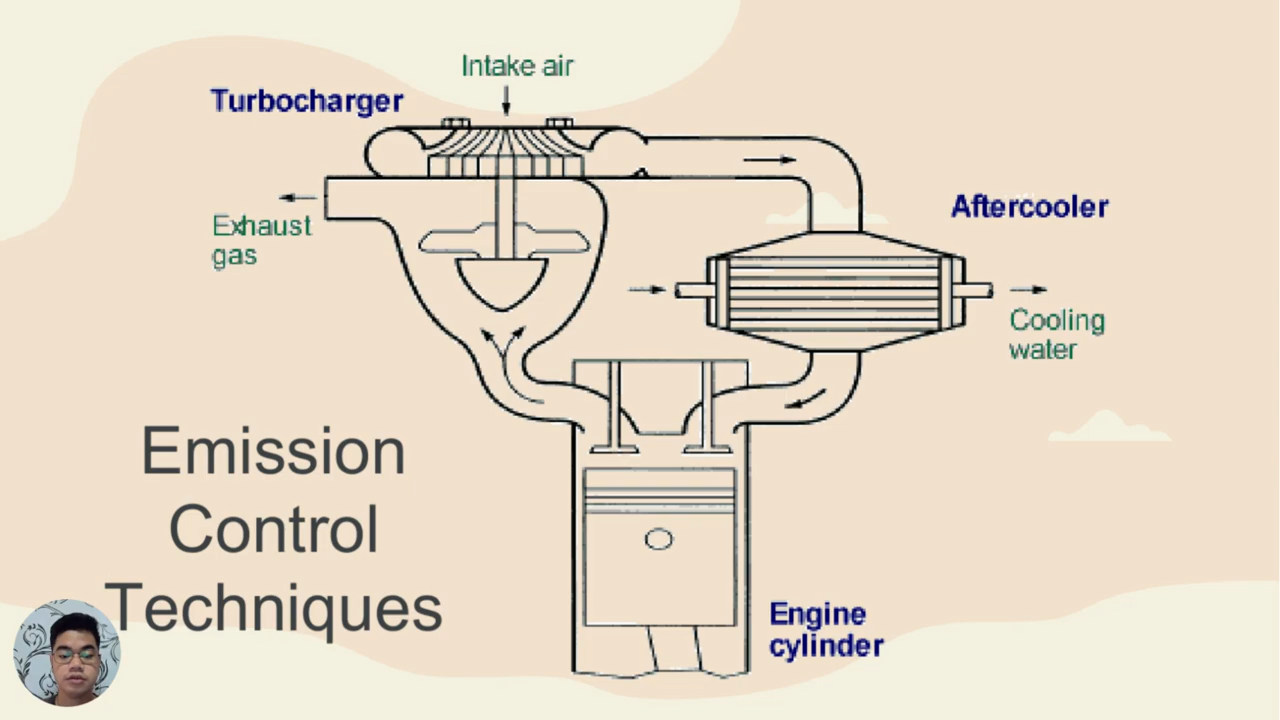 Intake air
Turbocharger
Exhaust
gas
Aftercooler
Cooling
water
Emission
Control
Techniques
Engine
cylinder